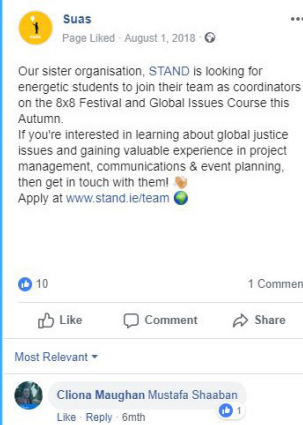 Suas
Page Liked · August 1, 2018 ·
Our sister organisation, STAND is looking for
energetic students to join their team as coordinators
on the 8x8 Festival and Global Issues Course this
Autumn.
If you're interested in learning about global justice
issues and gaining valuable experience in project
management, communications & event planning,
then get in touch with them! 👋🏼
Apply at www.stand.ie/team 🌍
10
1 Commen
Like
Comment
Share
Most Relevant
Cliona Maughan Mustafa Shaaban
Like · Reply · 6mth
1